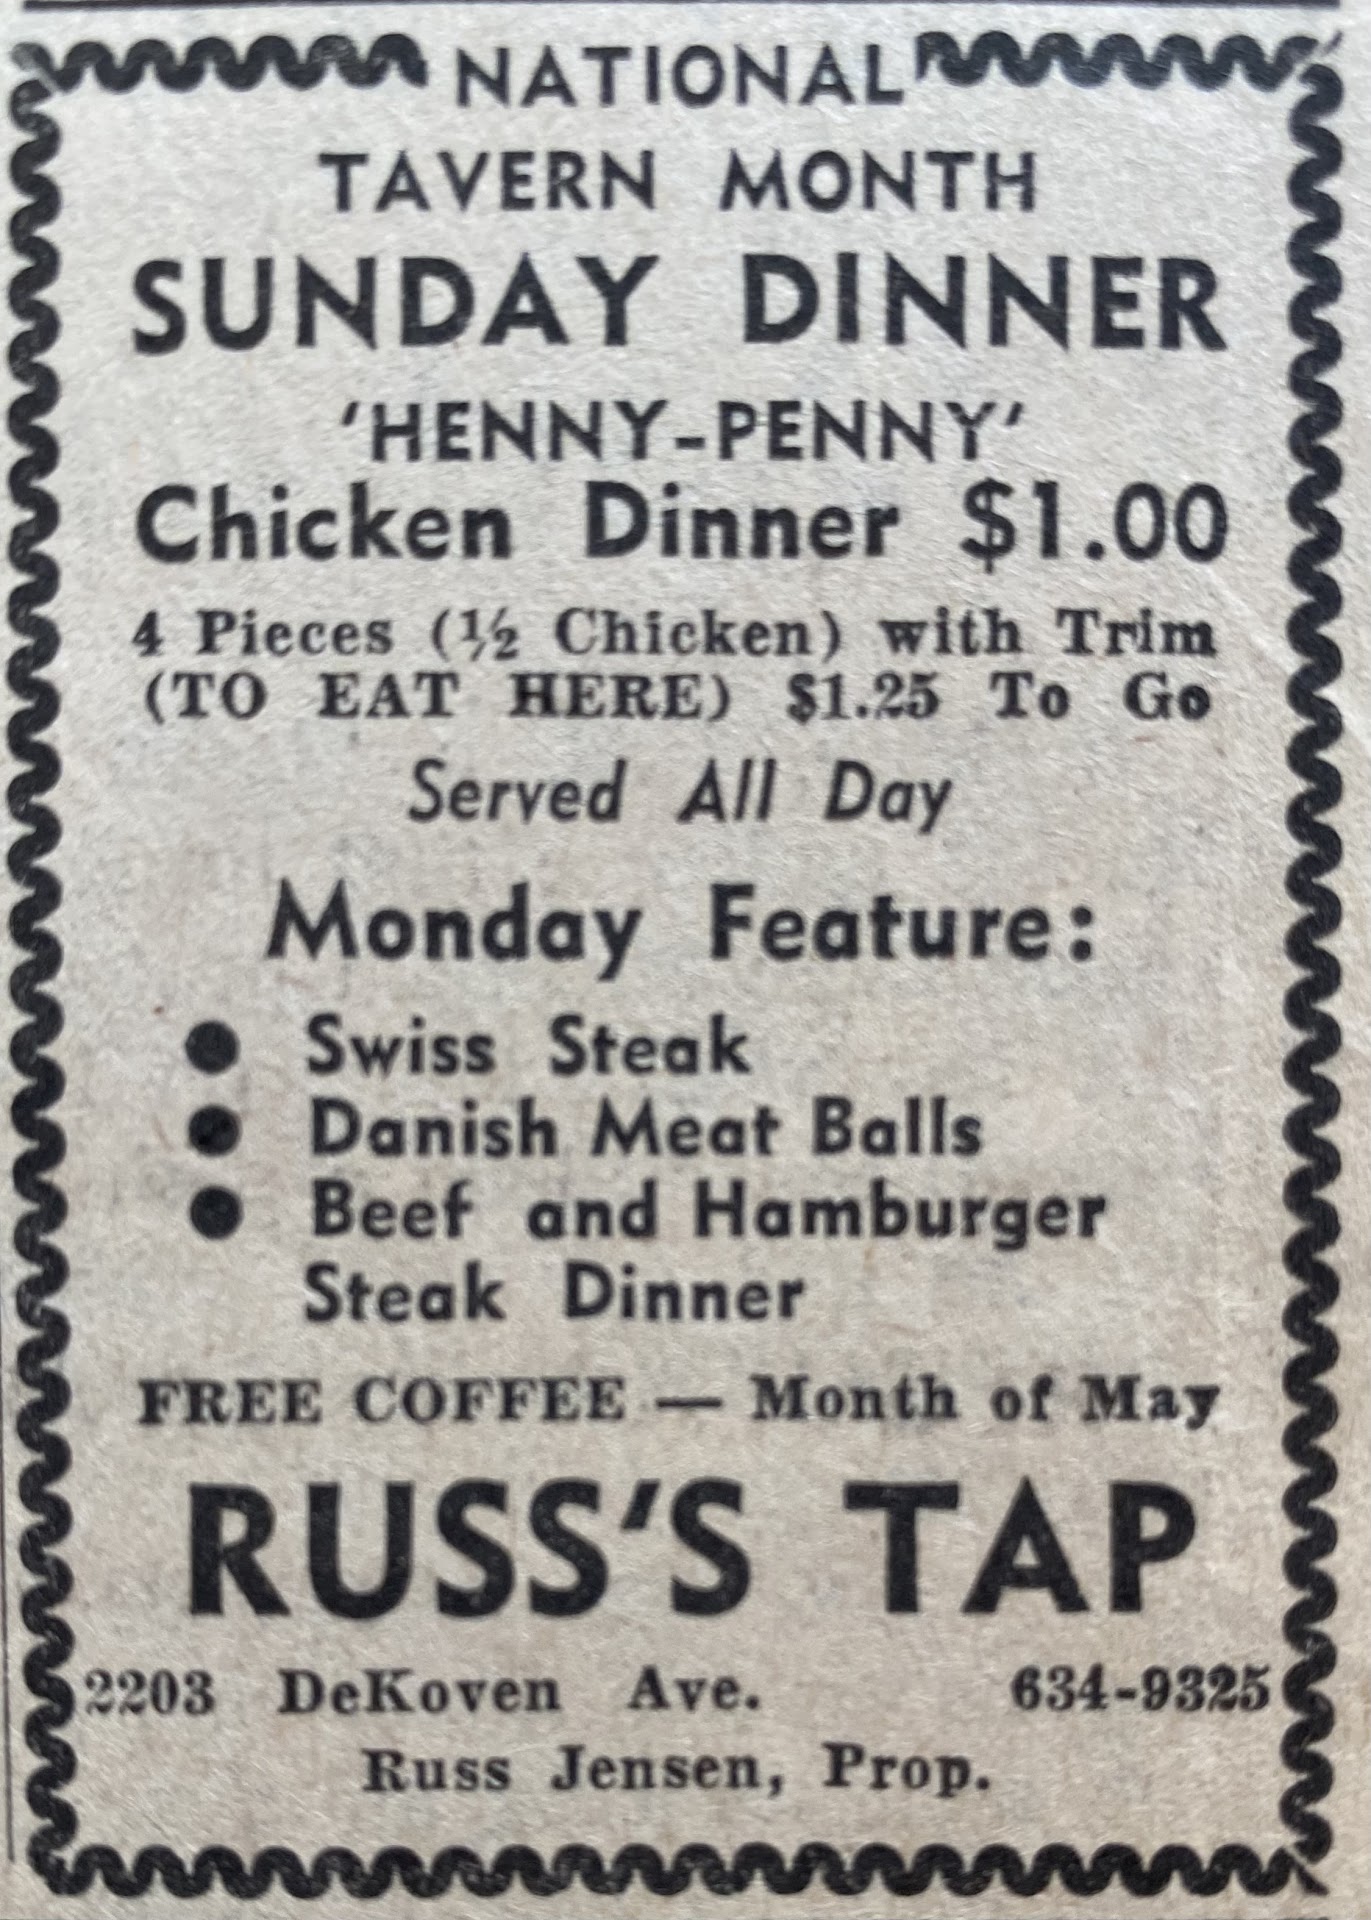 NATIONAL
TAVERN MONTH
SUNDAY DINNER
'HENNY-PENNY'
Chicken Dinner $1.00
4 Pieces (½ Chicken) with Trim
(TO EAT HERE) $1.25 To Go
Served All Day
Monday Feature:
● Swiss Steak
● Danish Meat Balls
● Beef and Hamburger
Steak Dinner
FREE COFFEE — Month of May
RUSS'S TAP
2203 DeKoven Ave. 634-9325
Russ Jensen, Prop.